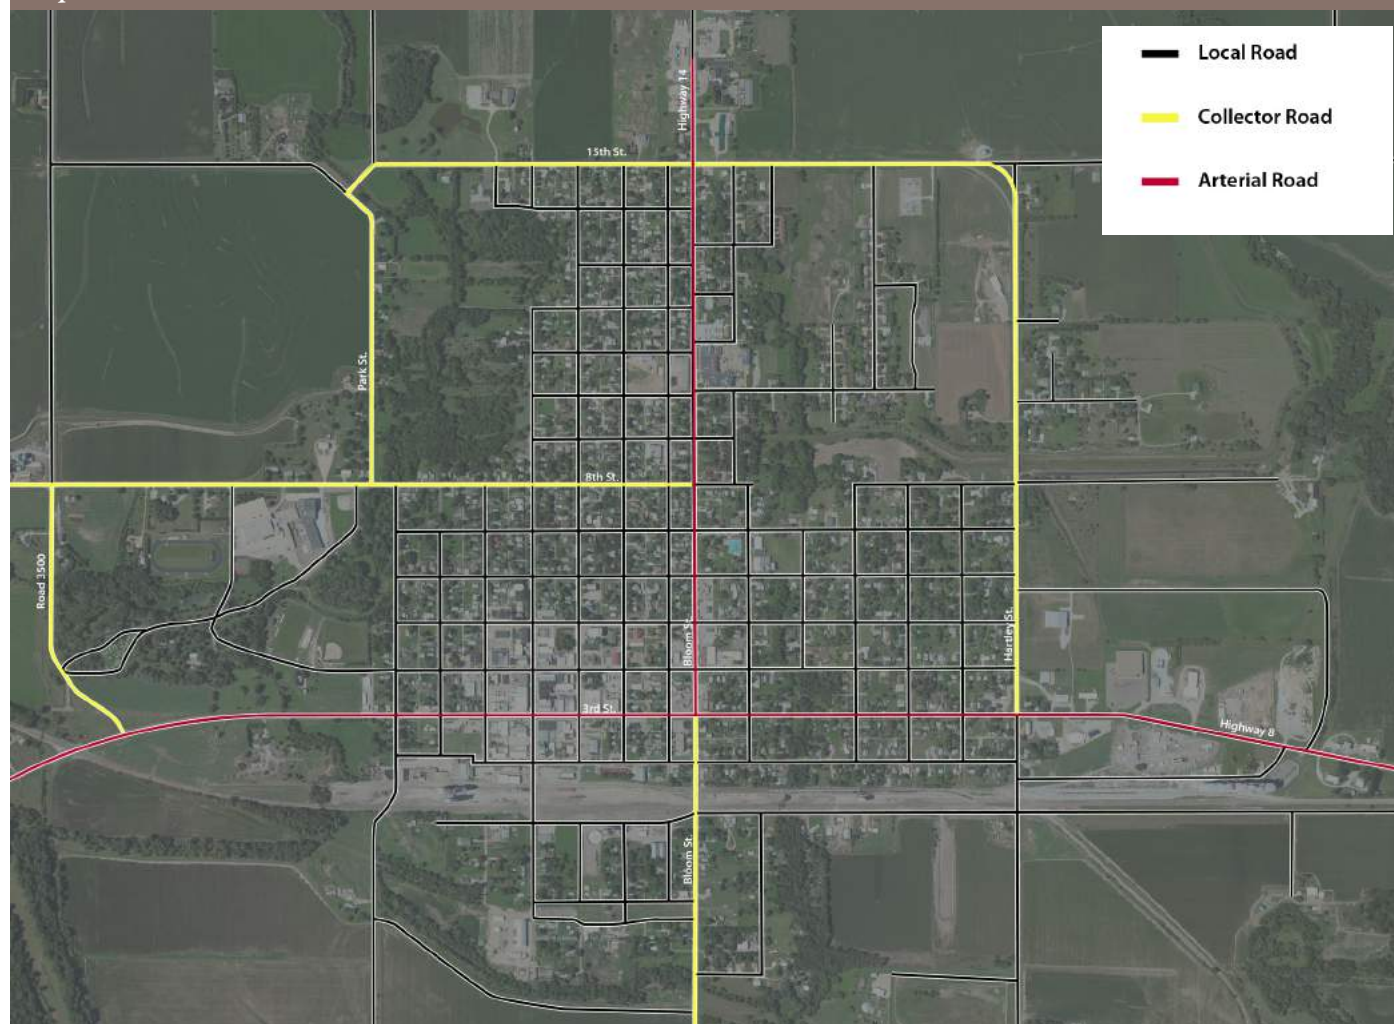 Local Road
Collector Road
Arterial Road
Highway 14
15th St.
Park St.
8th St.
Road 3500
Bloom St.
Hartley St.
3rd St.
Highway 8
Bloom St.